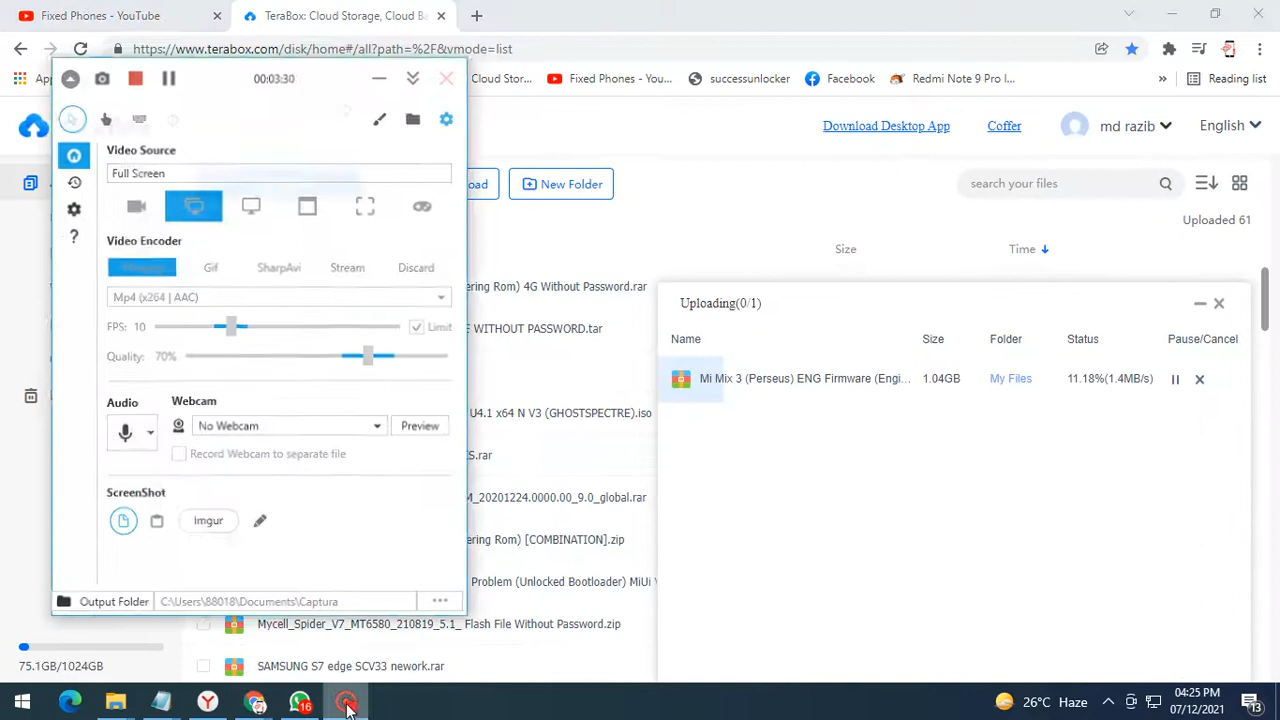 Fixed Phones - YouTube
TeraBox: Cloud Storage, Cloud Ba
https://www.terabox.com/disk/home#/all?path=%2F&vmode=list
Cloud Stor...
Fixed Phones - You...
successunlocker
Facebook
Redmi Note 9 Pro I...
»
Reading list
00:03:30
Download Desktop App
Coffer
md razib
English
Video Source
Full Screen
New Folder
search your files
Uploaded 61
Video Encoder
Size
Time
Gif
SharpAvi
Stream
Discard
Mp4 (x264 | AAC)
ering Rom) 4G Without Password.rar
Uploading(0/1)
FPS: 10
Limit
E WITHOUT PASSWORD.tar
Name
Size
Folder
Status
Pause/Cancel
Quality: 70%
Mi Mix 3 (Perseus) ENG Firmware (Engi...
1.04GB
My Files
11.18%(1.4MB/s)
Audio
Webcam
No Webcam
Preview
U4.1 x64 N V3 (GHOSTSPECTRE).iso
Record Webcam to separate file
ES.rar
ScreenShot
M_20201224.0000.00_9.0_global.rar
Imgur
ering Rom) [COMBINATION].zip
Problem (Unlocked Bootloader) MiUi V
Output Folder
C:\Users\88018\Documents\Captura
...
Mycell_Spider_V7_MT6580_210819_5.1_ Flash File Without Password.zip
75.1GB/1024GB
SAMSUNG S7 edge SCV33 nework.rar
16
26°C Haze
04:25 PM
07/12/2021
13